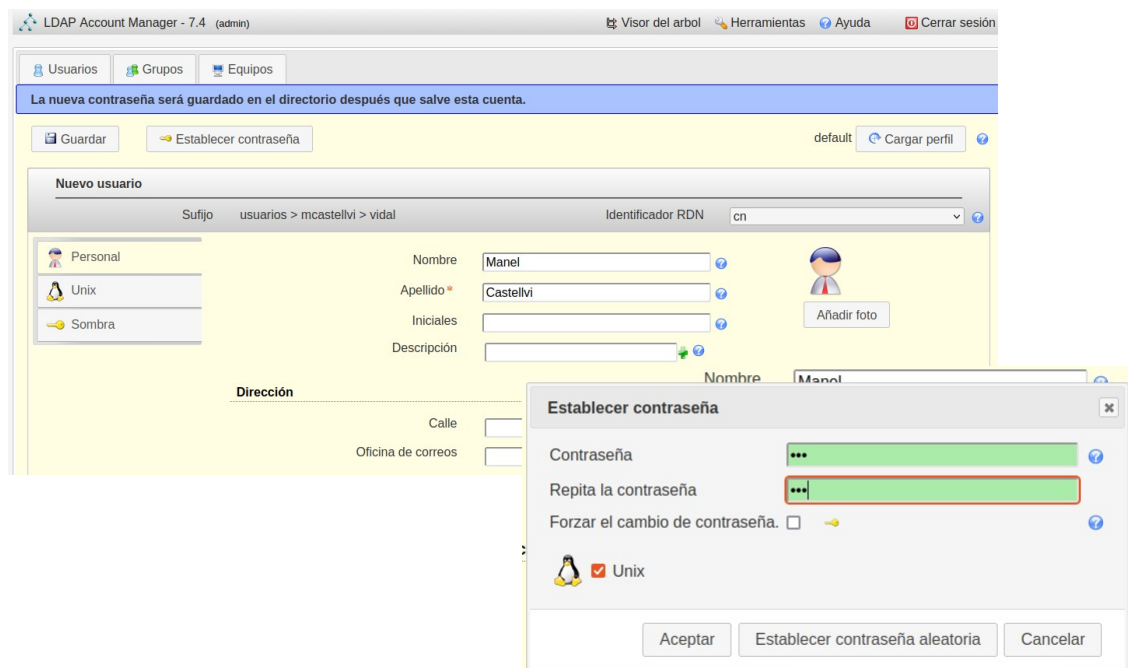 LDAP Account Manager - 7.4 (admin) Visor del arbol Herramientas Ayuda Cerrar sesión
Usuarios Grupos Equipos
La nueva contraseña será guardado en el directorio después que salve esta cuenta.
Guardar Establecer contraseña default Cargar perfil
Nuevo usuario
Sufijo usuarios > mcastellvi > vidal Identificador RDN cn
Personal Nombre Manel
Unix Apellido* Castellvi
Sombra Iniciales Añadir foto
Descripción
Nombre Manel
Dirección
Calle
Oficina de correos
Establecer contraseña
Contraseña •••
Repita la contraseña •••
Forzar el cambio de contraseña.
Unix
Aceptar Establecer contraseña aleatoria Cancelar